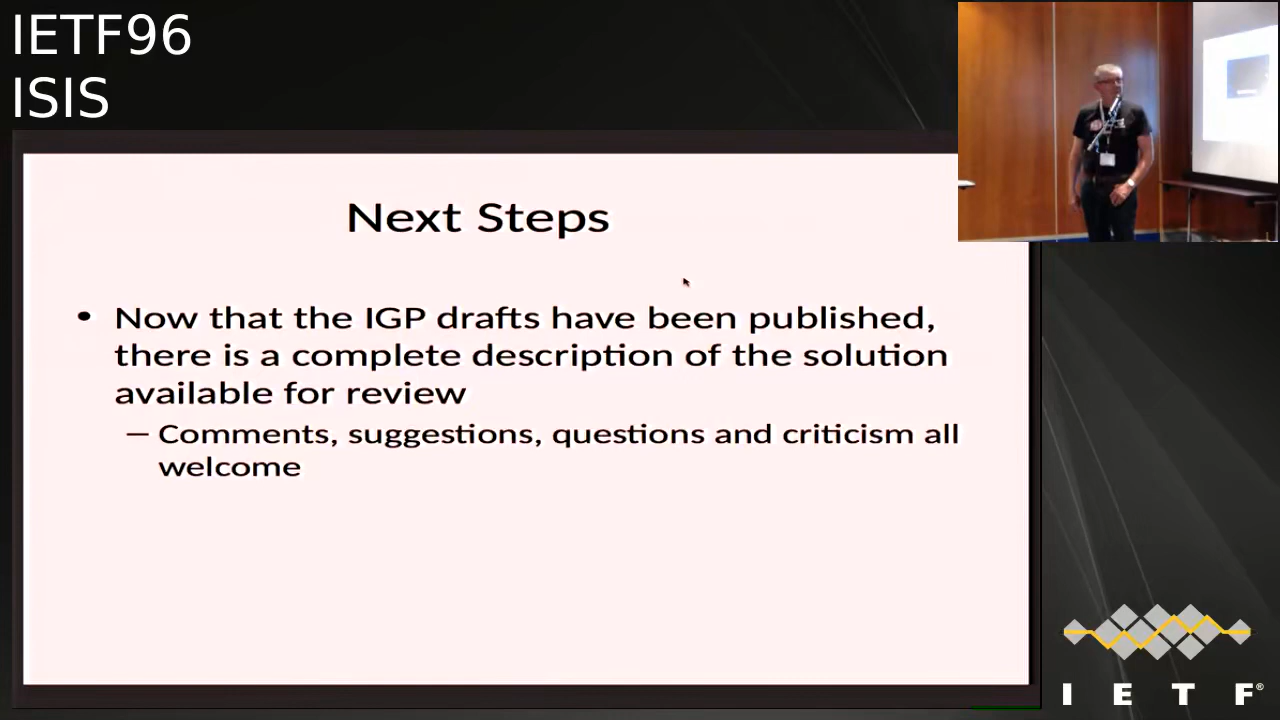 IETF96
ISIS
Next Steps
• Now that the IGP drafts have been published,
there is a complete description of the solution
available for review
– Comments, suggestions, questions and criticism all
welcome
I E T F®